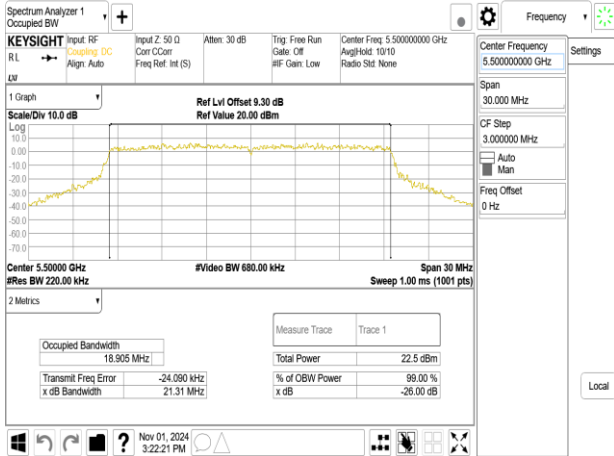 Spectrum Analyzer 1
Occupied BW
KEYSIGHT
RL
Input: RF
Coupling: DC
Align: Auto
Input Z: 50 Ω
Corr CCorr
Freq Ref: Int (S)
Atten: 30 dB
Trig: Free Run
Gate: Off
#IF Gain: Low
Center Freq: 5.500000000 GHz
Avg|Hold: 10/10
Radio Std: None
1 Graph
Scale/Div 10.0 dB
Ref Lvl Offset 9.30 dB
Ref Value 20.00 dBm
Log
10.0
0.00
-10.0
-20.0
-30.0
-40.0
-50.0
-60.0
-70.0
Center 5.50000 GHz
#Res BW 220.00 kHz
#Video BW 680.00 kHz
Span 30 MHz
Sweep 1.00 ms (1001 pts)
2 Metrics
Measure Trace Trace 1
Occupied Bandwidth
18.905 MHz
Total Power 22.5 dBm
Transmit Freq Error -24.090 kHz
% of OBW Power 99.00 %
x dB Bandwidth 21.31 MHz
x dB -26.00 dB
Nov 01, 2024
3:22:21 PM
Frequency
Settings
Center Frequency
5.500000000 GHz
Span
30.000 MHz
CF Step
3.000000 MHz
Auto
Man
Freq Offset
0 Hz
Local